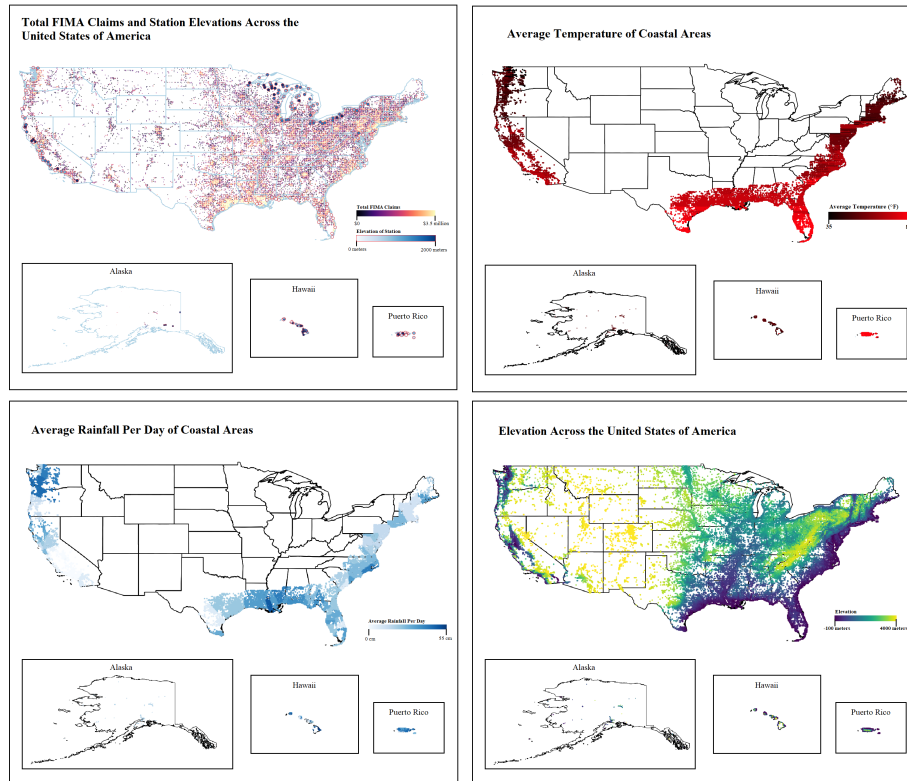 Total FIMA Claims and Station Elevations Across the
United States of America
Total FIMA Claims
$0 $3.5 million
Elevation of Station
0 meters 2000 meters
Alaska
Hawaii
Puerto Rico
Average Temperature of Coastal Areas
Average Temperature (°F)
35
Alaska
Hawaii
Puerto Rico
Average Rainfall Per Day of Coastal Areas
Average Rainfall Per Day
0 cm 55 cm
Alaska
Hawaii
Puerto Rico
Elevation Across the United States of America
Elevation
-100 meters 4000 meters
Alaska
Hawaii
Puerto Rico